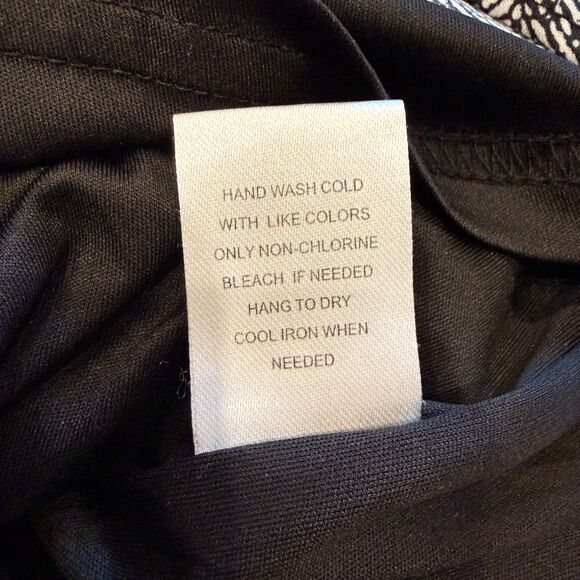 HAND WASH COLD
WITH LIKE COLORS
ONLY NON-CHLORINE
BLEACH IF NEEDED
HANG TO DRY
COOL IRON WHEN
NEEDED